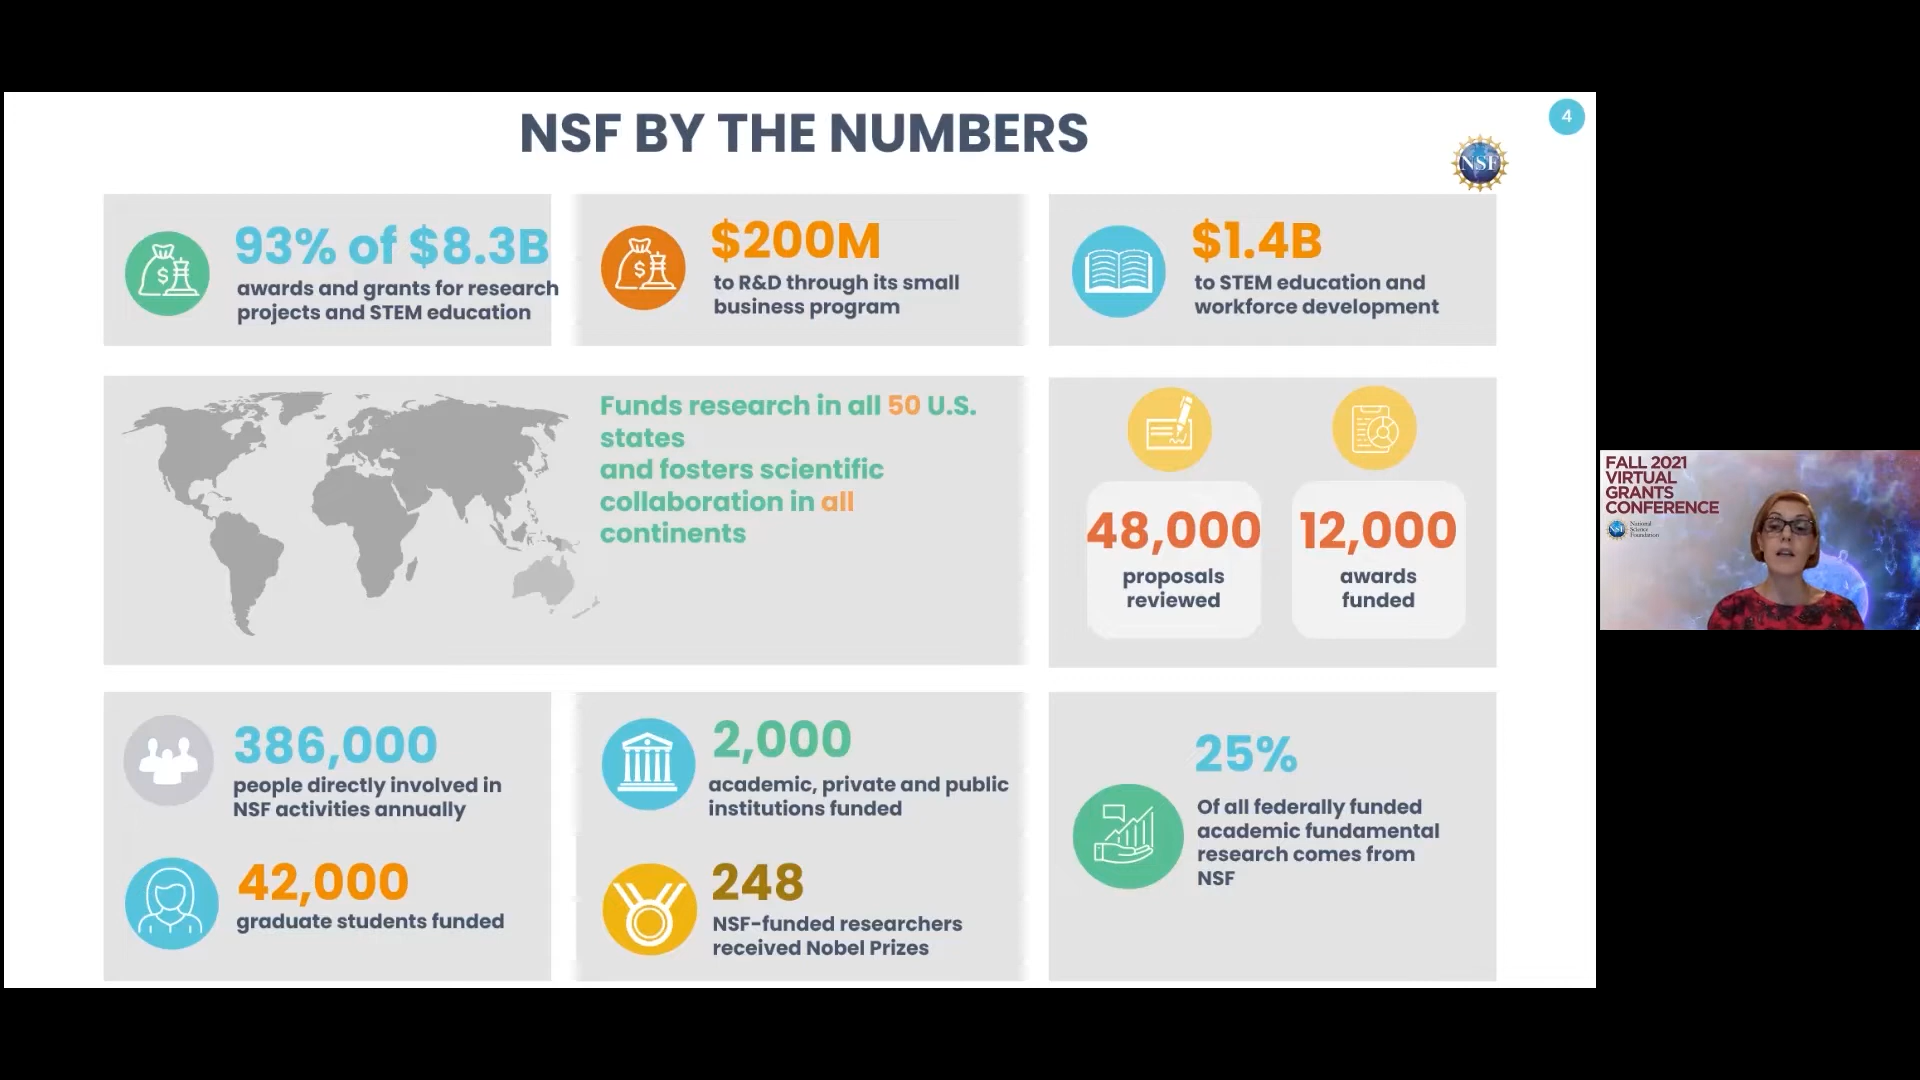 NSF BY THE NUMBERS
4
NSF
93% of $8.3B
awards and grants for research
projects and STEM education
$
$200M
to R&D through its small
business program
$
$1.4B
to STEM education and
workforce development
Funds research in all 50 U.S.
states
and fosters scientific
collaboration in all
continents
48,000
proposals
reviewed
12,000
awards
funded
386,000
people directly involved in
NSF activities annually
42,000
graduate students funded
2,000
academic, private and public
institutions funded
248
NSF-funded researchers
received Nobel Prizes
25%
Of all federally funded
academic fundamental
research comes from
NSF
FALL 2021
VIRTUAL
GRANTS
CONFERENCE
NSF
National
Science
Foundation